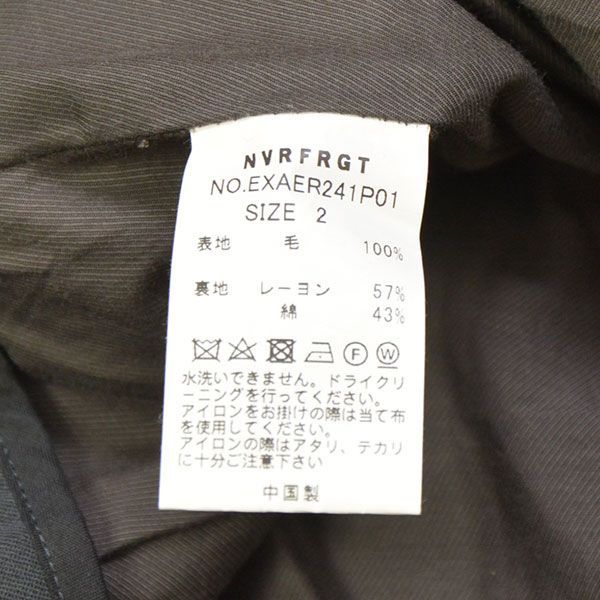 NVRFRGT
NO.EXAER241P01
SIZE 2
表地 毛 100%
裏地 レーヨン 57%
綿 43%
F W
水洗いできません。ドライクリ
ーニングを行ってください。
アイロンをお掛けの際は当て布
を使用してください。
アイロンの際はアタリ、テカリ
に十分ご注意下さい
中国製